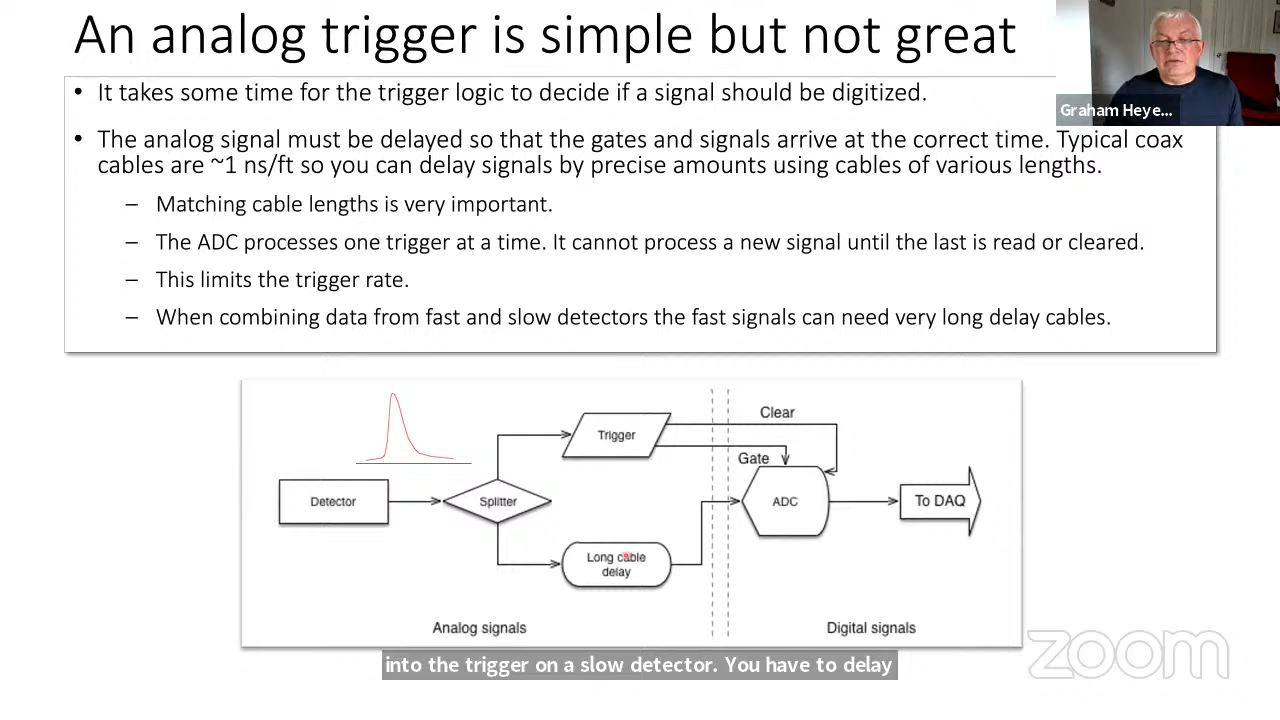 An analog trigger is simple but not great
Graham Heye...
• It takes some time for the trigger logic to decide if a signal should be digitized.
• The analog signal must be delayed so that the gates and signals arrive at the correct time. Typical coax
cables are ~1 ns/ft so you can delay signals by precise amounts using cables of various lengths.
– Matching cable lengths is very important.
– The ADC processes one trigger at a time. It cannot process a new signal until the last is read or cleared.
– This limits the trigger rate.
– When combining data from fast and slow detectors the fast signals can need very long delay cables.
Clear
Trigger
Gate
Detector
Splitter
ADC
To DAQ
Long cable
delay
Analog signals
Digital signals
zoom
into the trigger on a slow detector. You have to delay